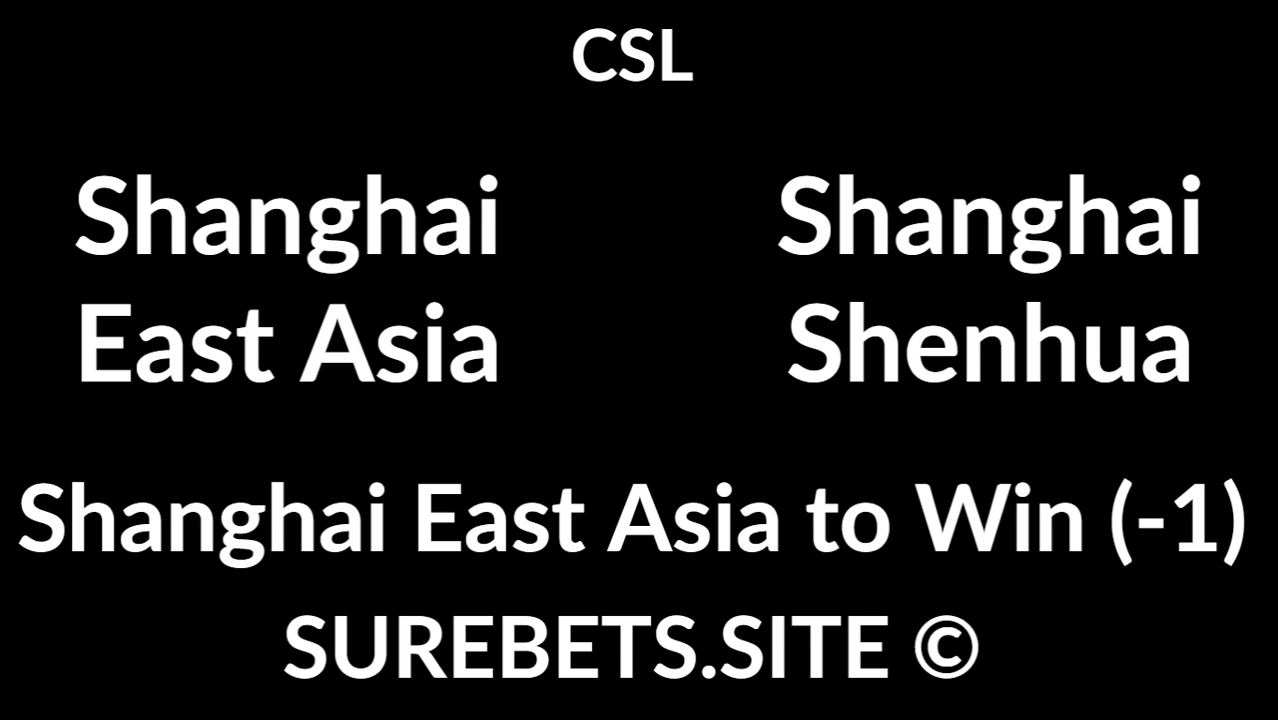 CSL
Shanghai East Asia
Shanghai Shenhua
Shanghai East Asia to Win (-1)
SUREBETS.SITE ©